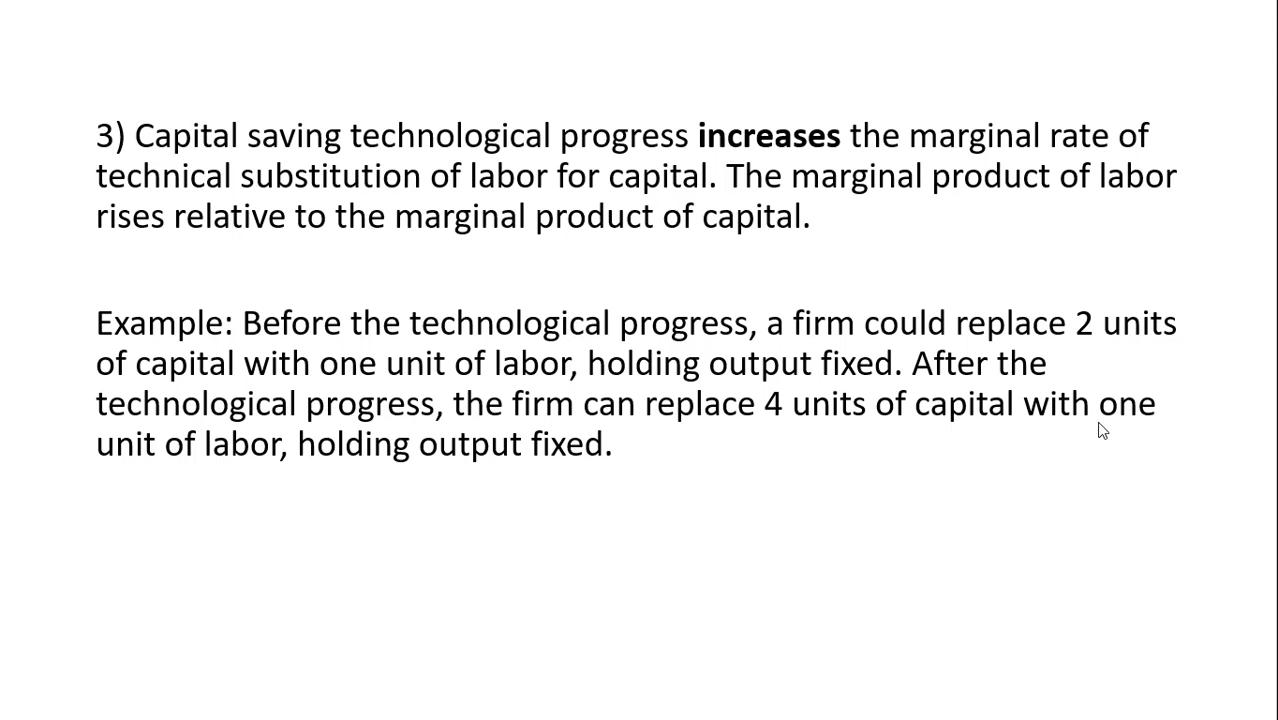 3) Capital saving technological progress increases the marginal rate of
technical substitution of labor for capital. The marginal product of labor
rises relative to the marginal product of capital.
Example: Before the technological progress, a firm could replace 2 units
of capital with one unit of labor, holding output fixed. After the
technological progress, the firm can replace 4 units of capital with one
unit of labor, holding output fixed.